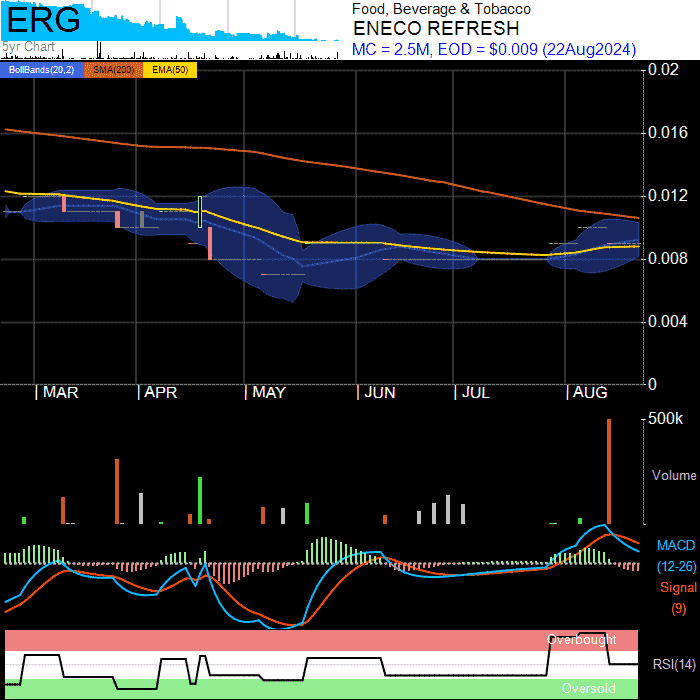 ERG
5yr Chart
Food, Beverage & Tobacco
ENECO REFRESH
MC = 2.5M, EOD = $0.009 (22Aug2024)
BollBands(20,2) SMA(200) EMA(50)
0.02
0.016
0.012
0.008
0.004
0
MAR APR MAY JUN JUL AUG
500k
Volume
MACD
(12-26)
Signal
(9)
Overbought
RSI(14)
Oversold